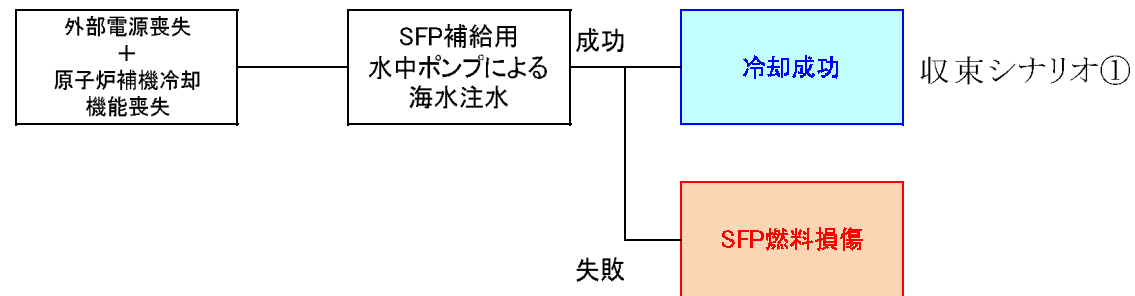 外部電源喪失
＋
原子炉補機冷却
機能喪失
SFP補給用
水中ポンプによる
海水注水
成功
冷却成功
収束シナリオ①
SFP燃料損傷
失敗